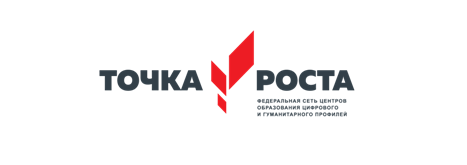 ТОЧКА РОСТА
ФЕДЕРАЛЬНАЯ СЕТЬ ЦЕНТРОВ
ОБРАЗОВАНИЯ ЦИФРОВОГО
И ГУМАНИТАРНОГО ПРОФИЛЕЙ